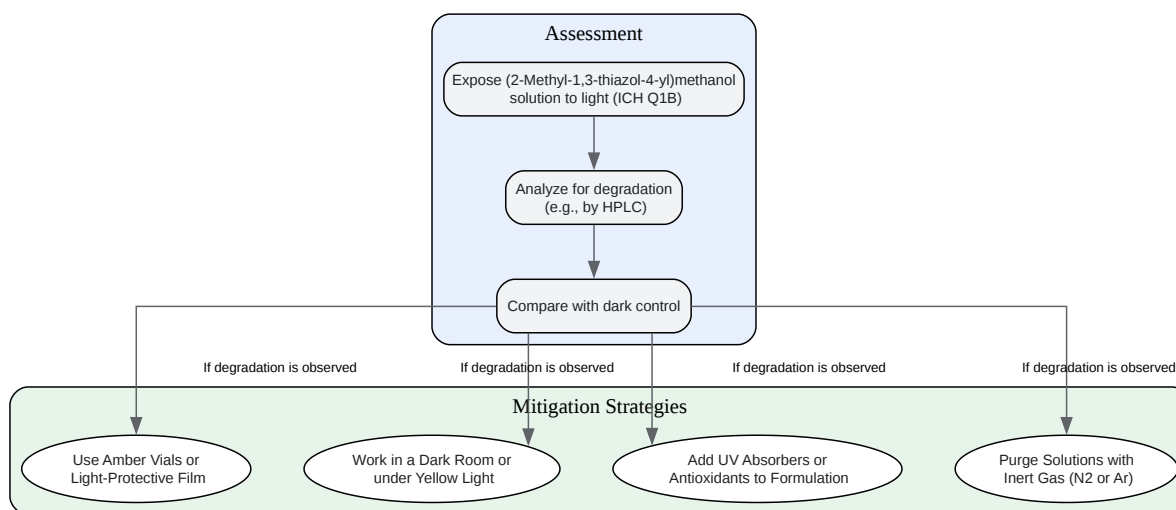 Assessment
Expose (2-Methyl-1,3-thiazol-4-yl)methanol
solution to light (ICH Q1B)
Analyze for degradation
(e.g., by HPLC)
Compare with dark control
If degradation is observed
If degradation is observed
If degradation is observed
If degradation is observed
Mitigation Strategies
Use Amber Vials or
Light-Protective Film
Work in a Dark Room or
under Yellow Light
Add UV Absorbers or
Antioxidants to Formulation
Purge Solutions with
Inert Gas (N2 or Ar)